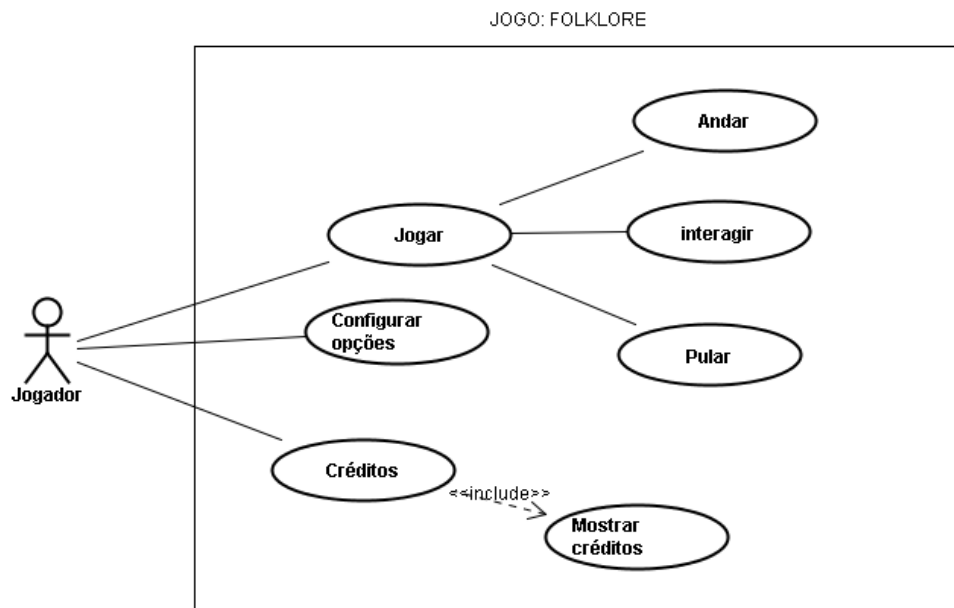 JOGO: FOLKLORE
Andar
Jogar
interagir
Configurar
opções
Pular
Jogador
Créditos
<<include>>
Mostrar
créditos